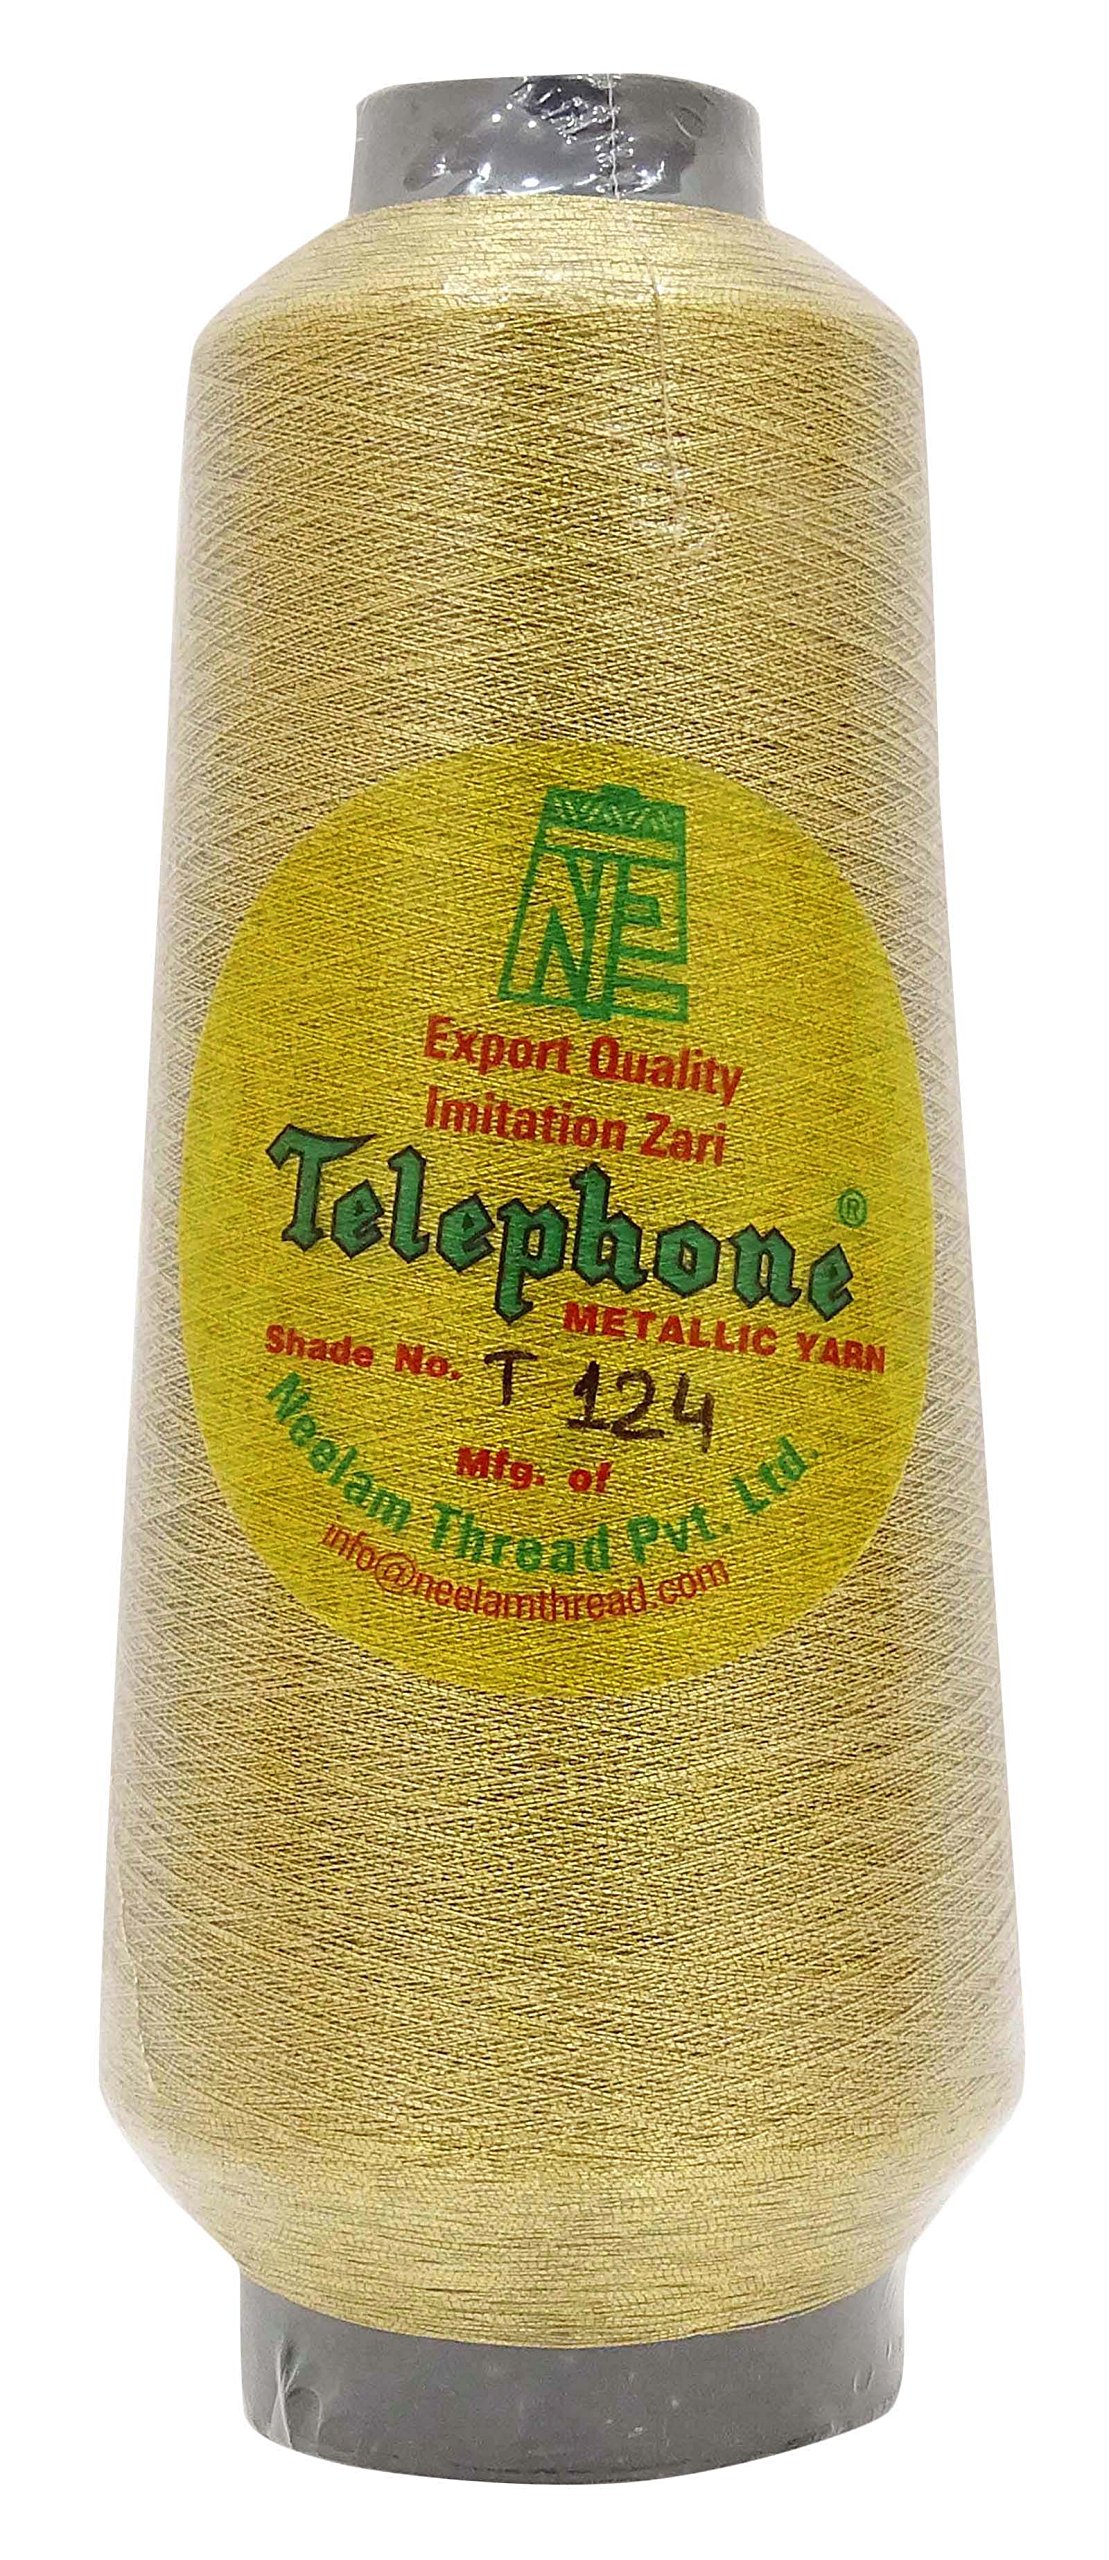 NE
Export Quality
Imitation Zari
Telephone ®
METALLIC YARN
Shade No. T 124
Mfg. of
Neelam Thread Pvt. Ltd.
info@neelamthread.com